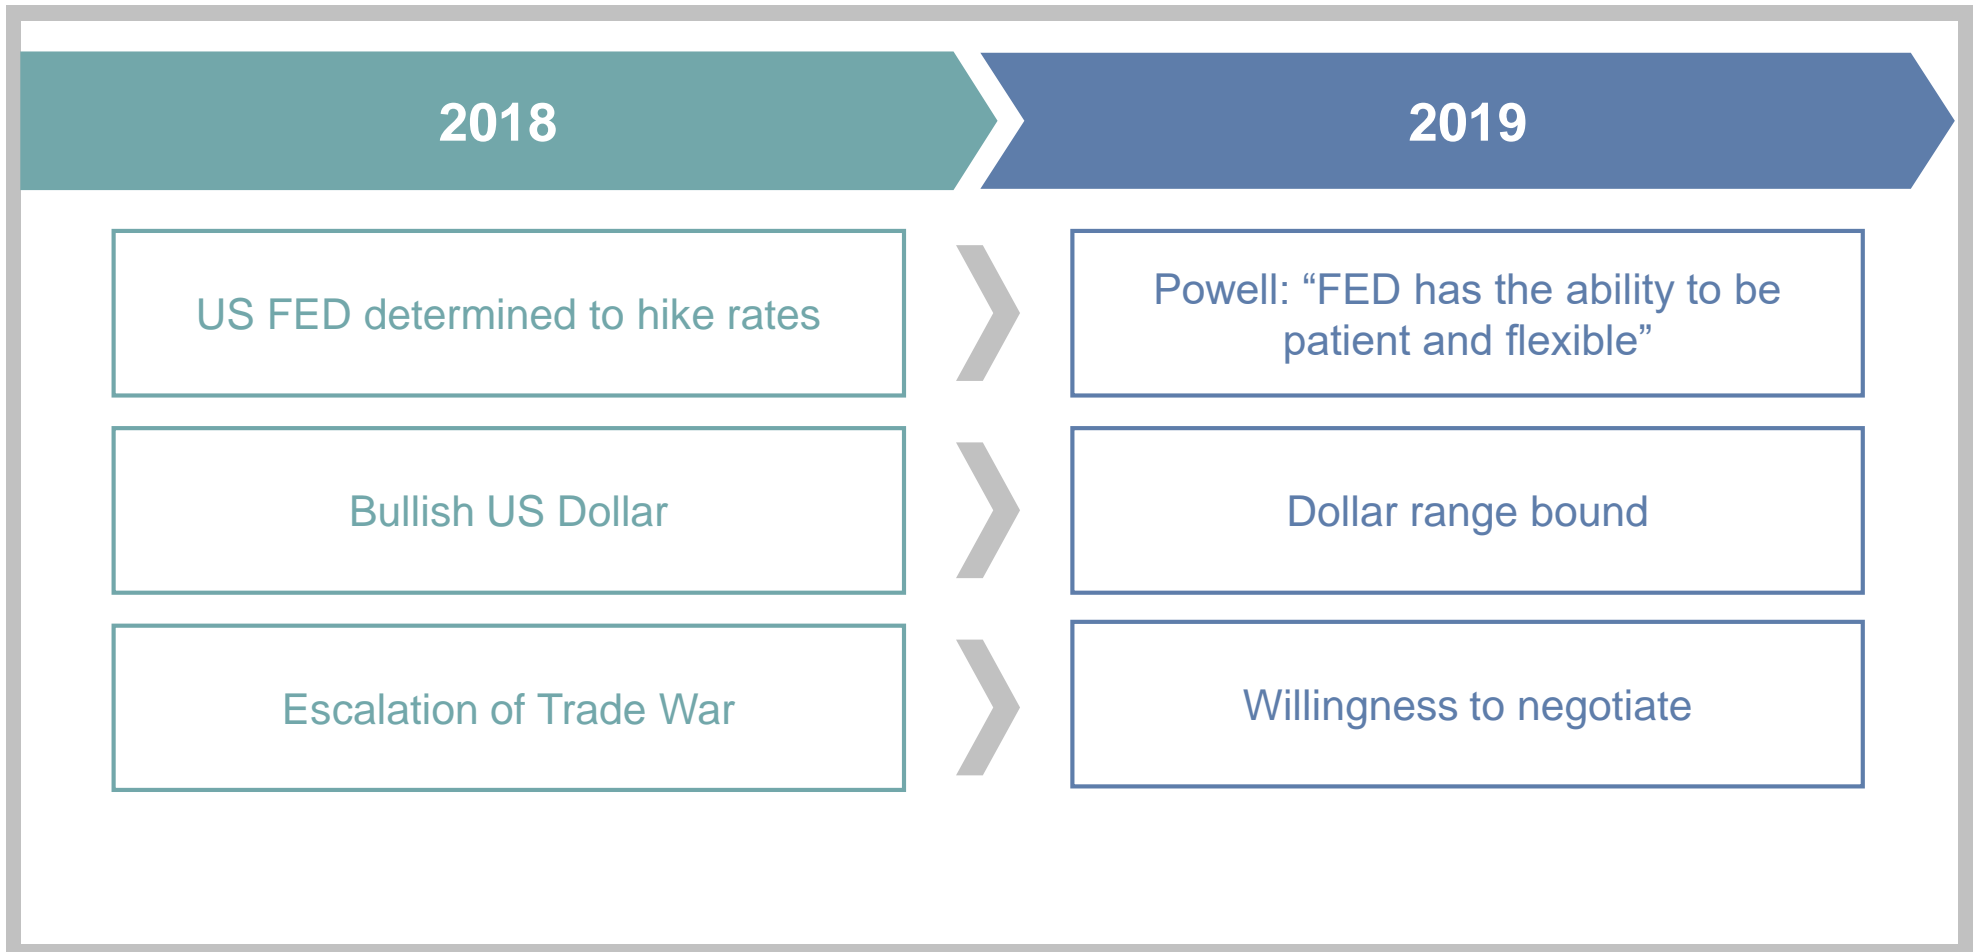 2018
2019
US FED determined to hike rates
Powell: “FED has the ability to be
patient and flexible”
Bullish US Dollar
Dollar range bound
Escalation of Trade War
Willingness to negotiate